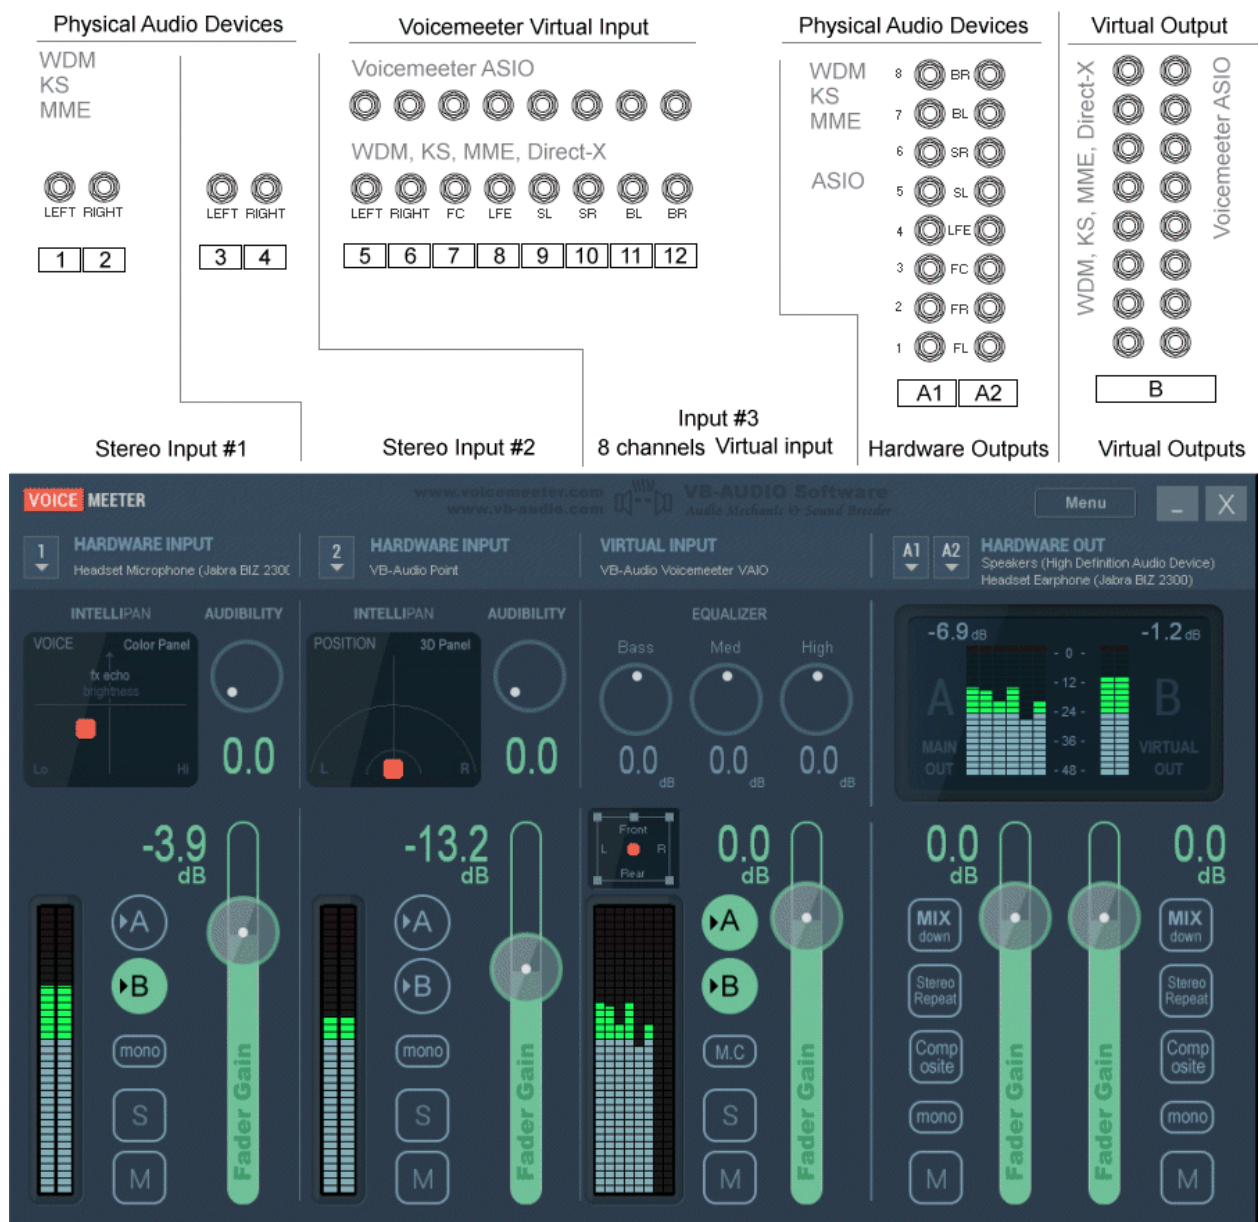 Physical Audio Devices
Voicemeeter Virtual Input
Physical Audio Devices
Virtual Output
WDM
KS
MME
Voicemeeter ASIO
WDM, KS, MME, Direct-X
WDM
KS
MME
ASIO
WDM, KS, MME, Direct-X
Voicemeeter ASIO
LEFT RIGHT
LEFT RIGHT
LEFT RIGHT FC LFE SL SR BL BR
1 2
3 4
5 6 7 8 9 10 11 12
8 BR
7 BL
6 SR
5 SL
4 LFE
3 FC
2 FR
1 FL
A1 A2
B
Stereo Input #1
Stereo Input #2
Input #3
8 channels Virtual input
Hardware Outputs
Virtual Outputs
VOICE MEETER
www.voicemeeter.com
www.vb-audio.com
VB-AUDIO Software
Audio Mechanic & Sound Breeder
Menu
_ X
1
HARDWARE INPUT
Headset Microphone (Jabra BIZ 230(
2
HARDWARE INPUT
VB-Audio Point
VIRTUAL INPUT
VB-Audio Voicemeeter VAIO
A1 A2
HARDWARE OUT
Speakers (High Definition Audio Device)
Headset Earphone (Jabra BIZ 2300)
INTELLIPAN
AUDIBILITY
VOICE
Color Panel
fx echo
brightness
Lo Hi
0.0
INTELLIPAN
AUDIBILITY
POSITION
3D Panel
L R
0.0
EQUALIZER
Bass Med High
0.0 dB
0.0 dB
0.0 dB
-6.9 dB
-1.2 dB
- 0 -
-12 -
- 24 -
- 36 -
- 48 -
A
MAIN
OUT
B
VIRTUAL
OUT
-3.9
dB
A
B
mono
S
M
Fader Gain
-13.2
dB
A
B
mono
S
M
Fader Gain
Front
L R
Rear
0.0
dB
A
B
M.C
S
M
Fader Gain
0.0
dB
MIX
down
Stereo
Repeat
Comp
osite
mono
M
Fader Gain
Fader Gain
0.0
dB
MIX
down
Stereo
Repeat
Comp
osite
mono
M